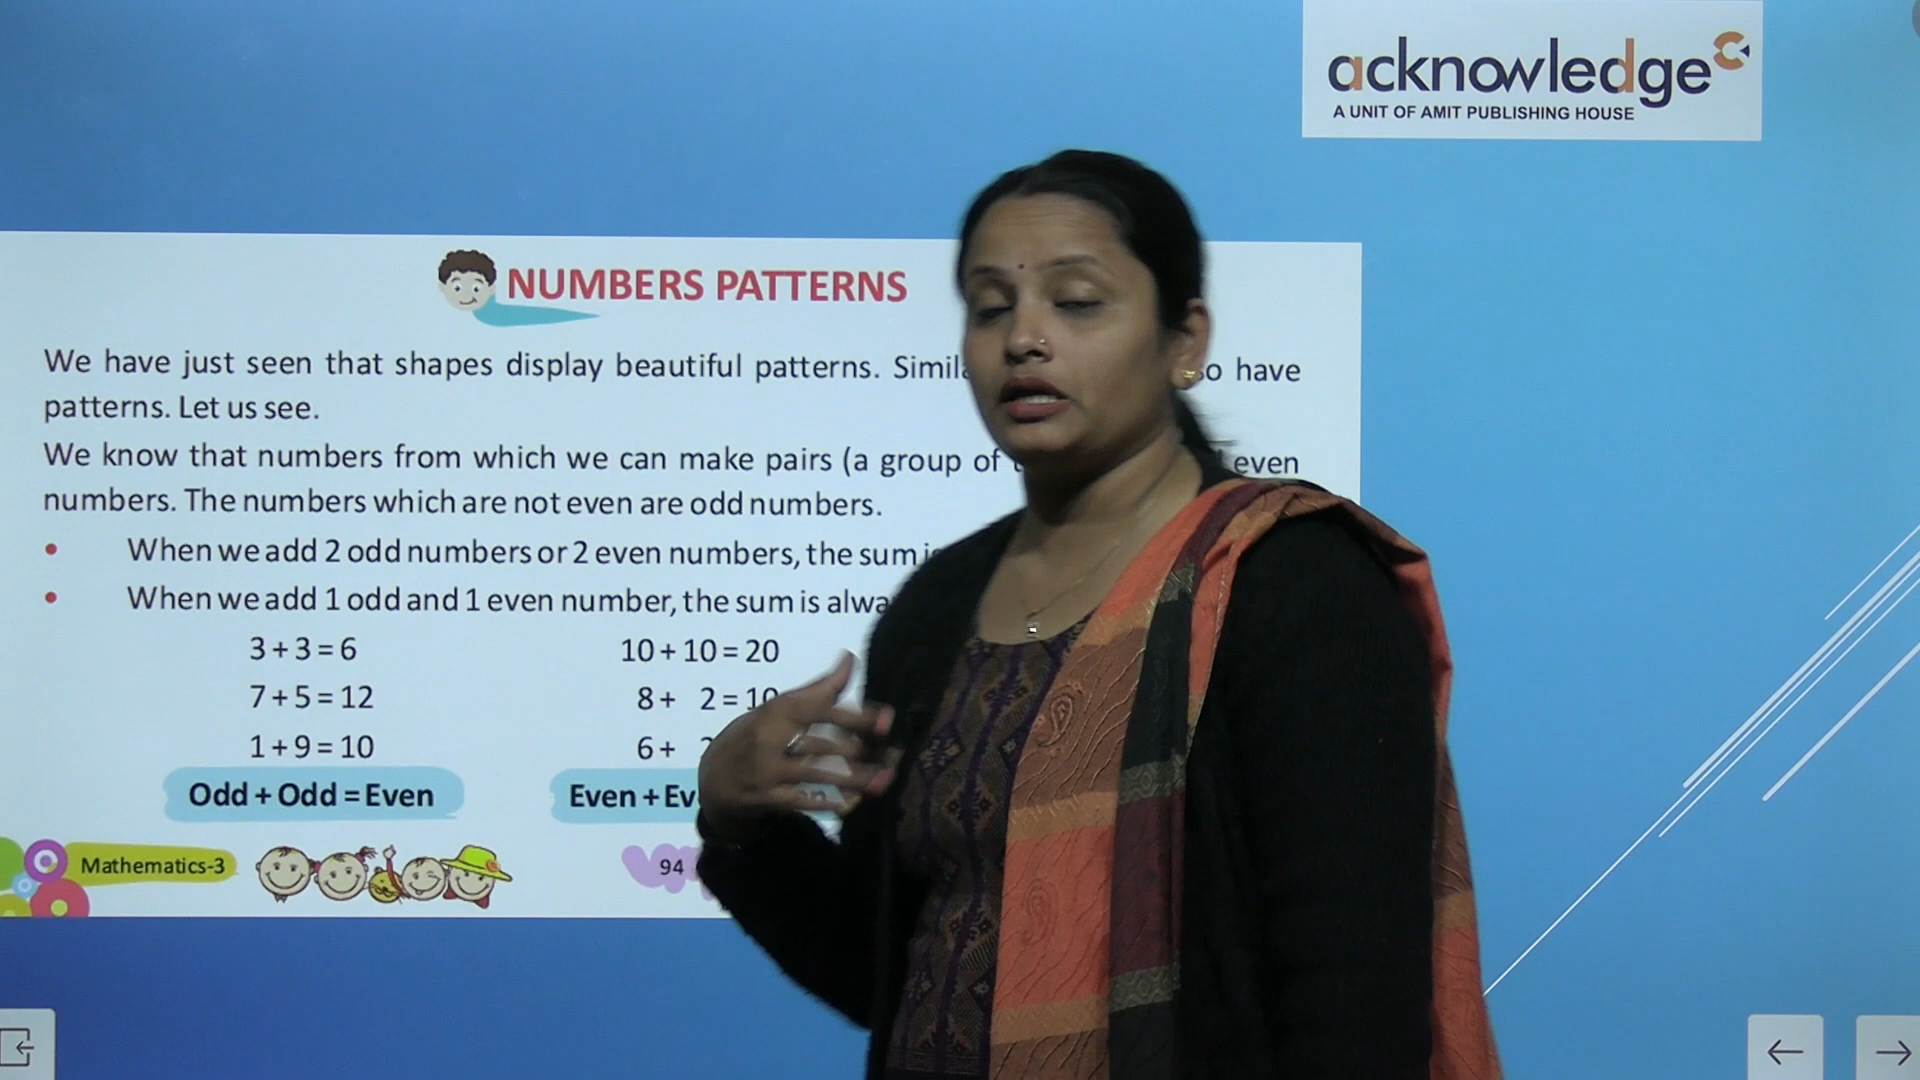 acknowledge
A UNIT OF AMIT PUBLISHING HOUSE
NUMBERS PATTERNS
We have just seen that shapes display beautiful patterns. have
patterns. Let us see.
We know that numbers from which we can make pairs (a group of even
numbers. The numbers which are not even are odd numbers.
• When we add 2 odd numbers or 2 even numbers, the sum
• When we add 1 odd and 1 even number, the sum is
3 + 3 = 6 10 + 10 = 20
7 + 5 = 12 8 + 2 = 10
1 + 9 = 10 6 +
Odd + Odd = Even Even +
Mathematics-3 94